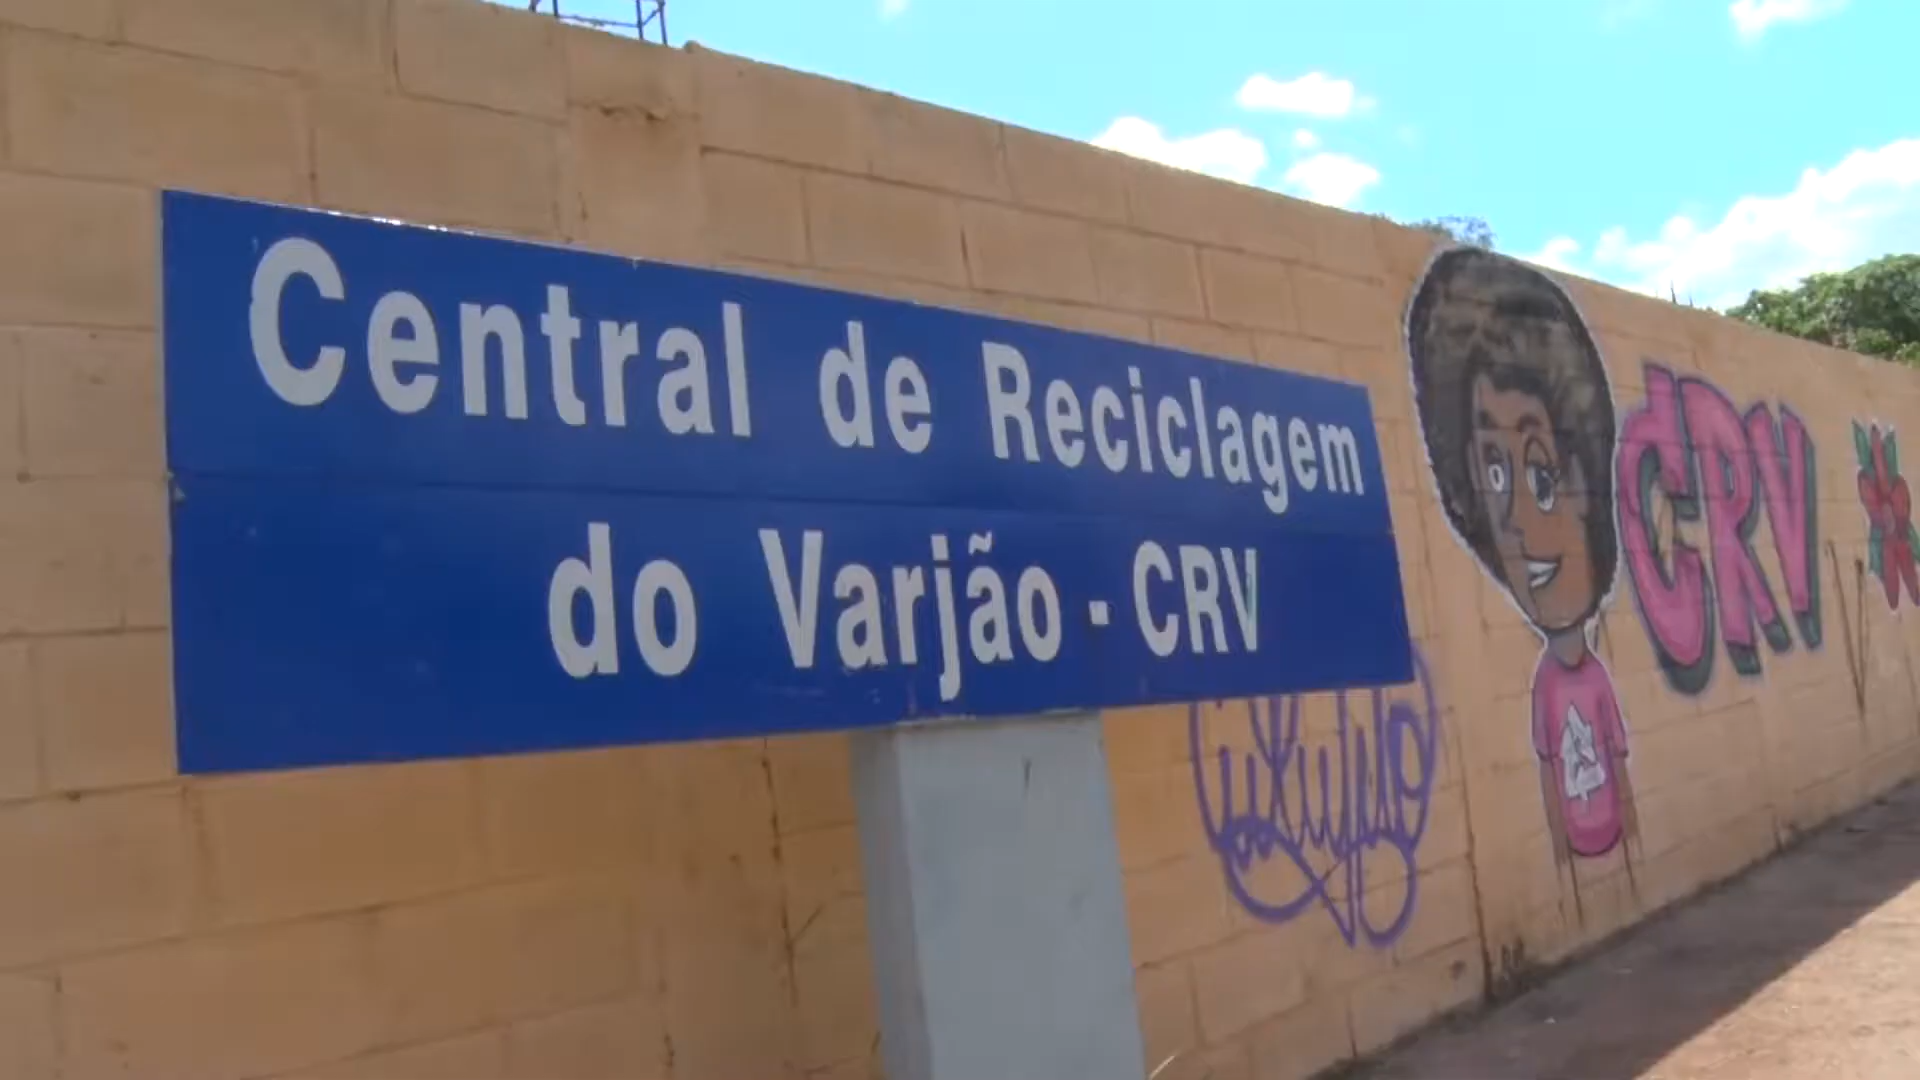 Central de Reciclagem
do Varjão - CRV
CRV